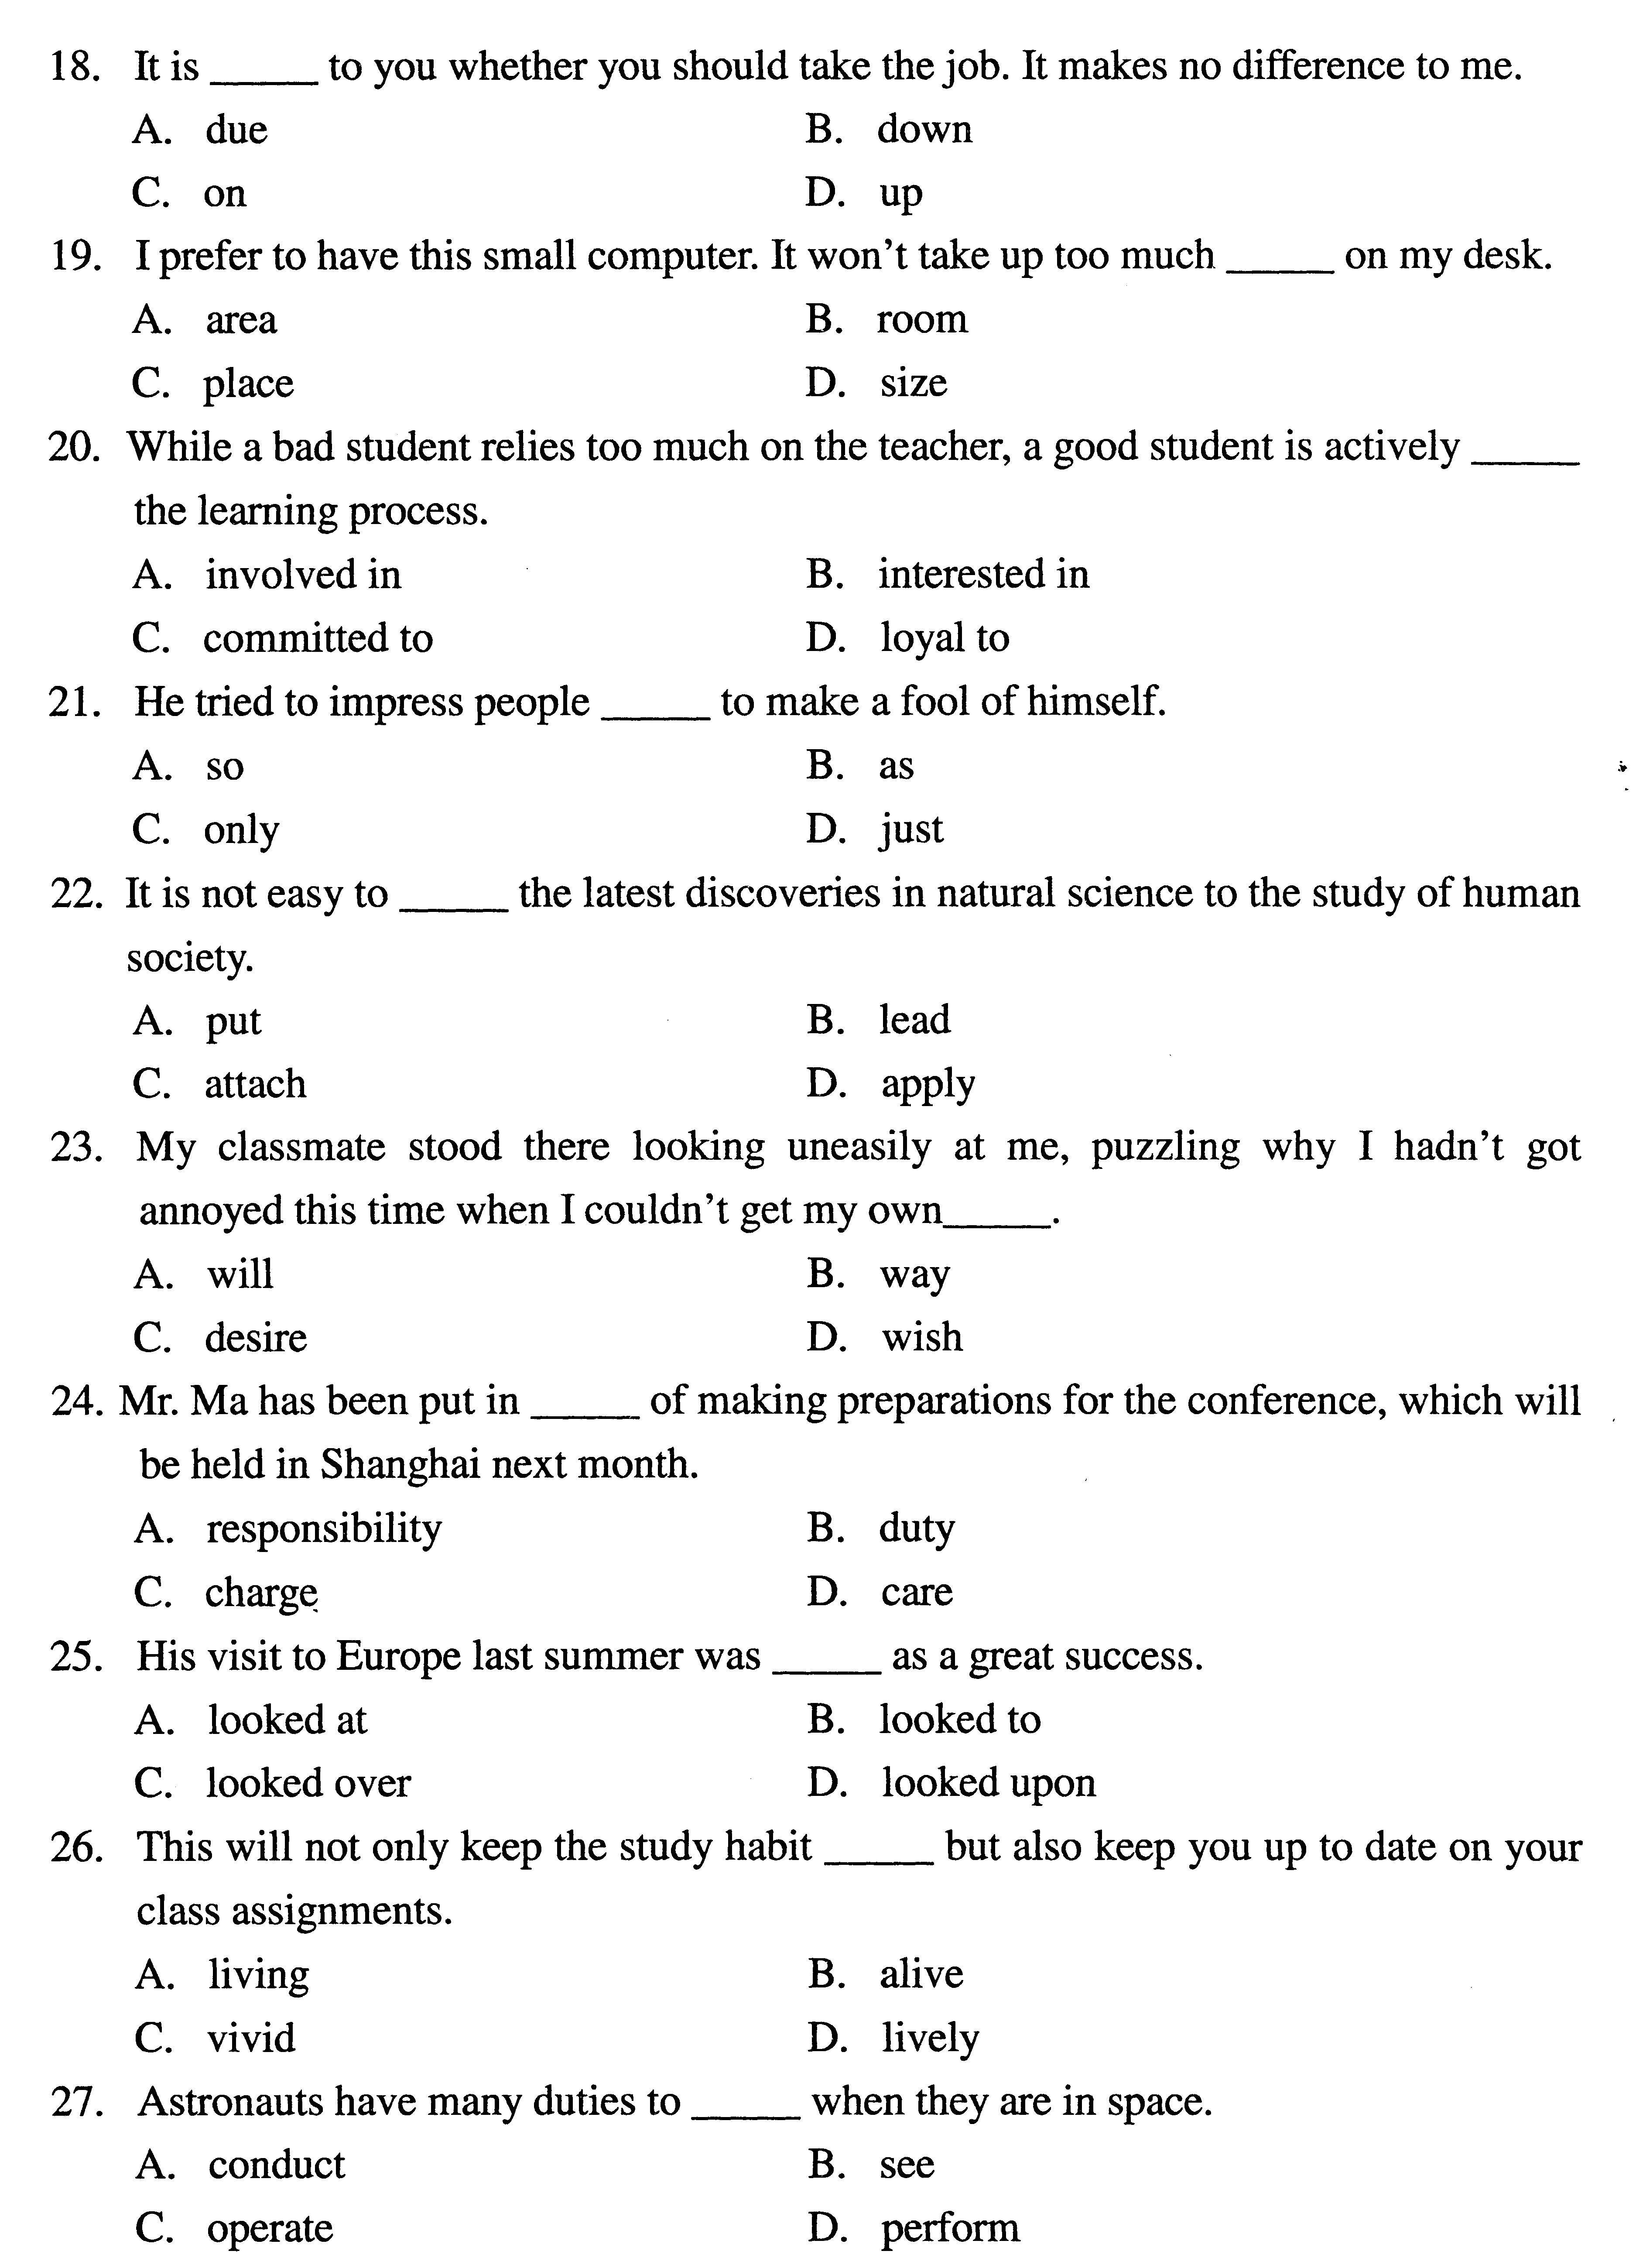 18. It is _____ to you whether you should take the job. It makes no difference to me.
A. due B. down
C. on D. up
19. I prefer to have this small computer. It won't take up too much _____ on my desk.
A. area B. room
C. place D. size
20. While a bad student relies too much on the teacher, a good student is actively _____
the learning process.
A. involved in B. interested in
C. committed to D. loyal to
21. He tried to impress people _____ to make a fool of himself.
A. so B. as
C. only D. just
22. It is not easy to _____ the latest discoveries in natural science to the study of human
society.
A. put B. lead
C. attach D. apply
23. My classmate stood there looking uneasily at me, puzzling why I hadn't got
annoyed this time when I couldn't get my own_____.
A. will B. way
C. desire D. wish
24. Mr. Ma has been put in _____ of making preparations for the conference, which will
be held in Shanghai next month.
A. responsibility B. duty
C. charge D. care
25. His visit to Europe last summer was _____ as a great success.
A. looked at B. looked to
C. looked over D. looked upon
26. This will not only keep the study habit _____ but also keep you up to date on your
class assignments.
A. living B. alive
C. vivid D. lively
27. Astronauts have many duties to _____ when they are in space.
A. conduct B. see
C. operate D. perform